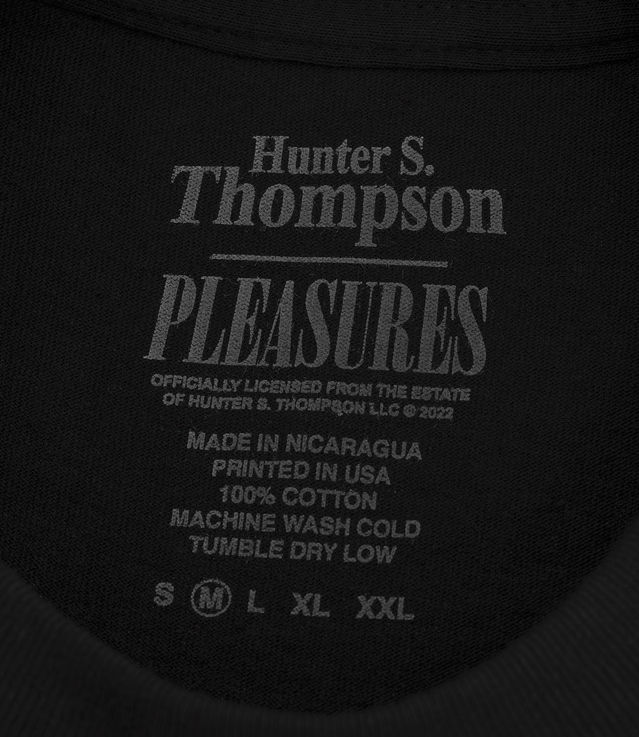 Hunter S.
Thompson
PLEASURES
OFFICIALLY LICENSED FROM THE ESTATE
OF HUNTER S. THOMPSON LLC © 2022
MADE IN NICARAGUA
PRINTED IN USA
100% COTTON
MACHINE WASH COLD
TUMBLE DRY LOW
S M L XL XXL